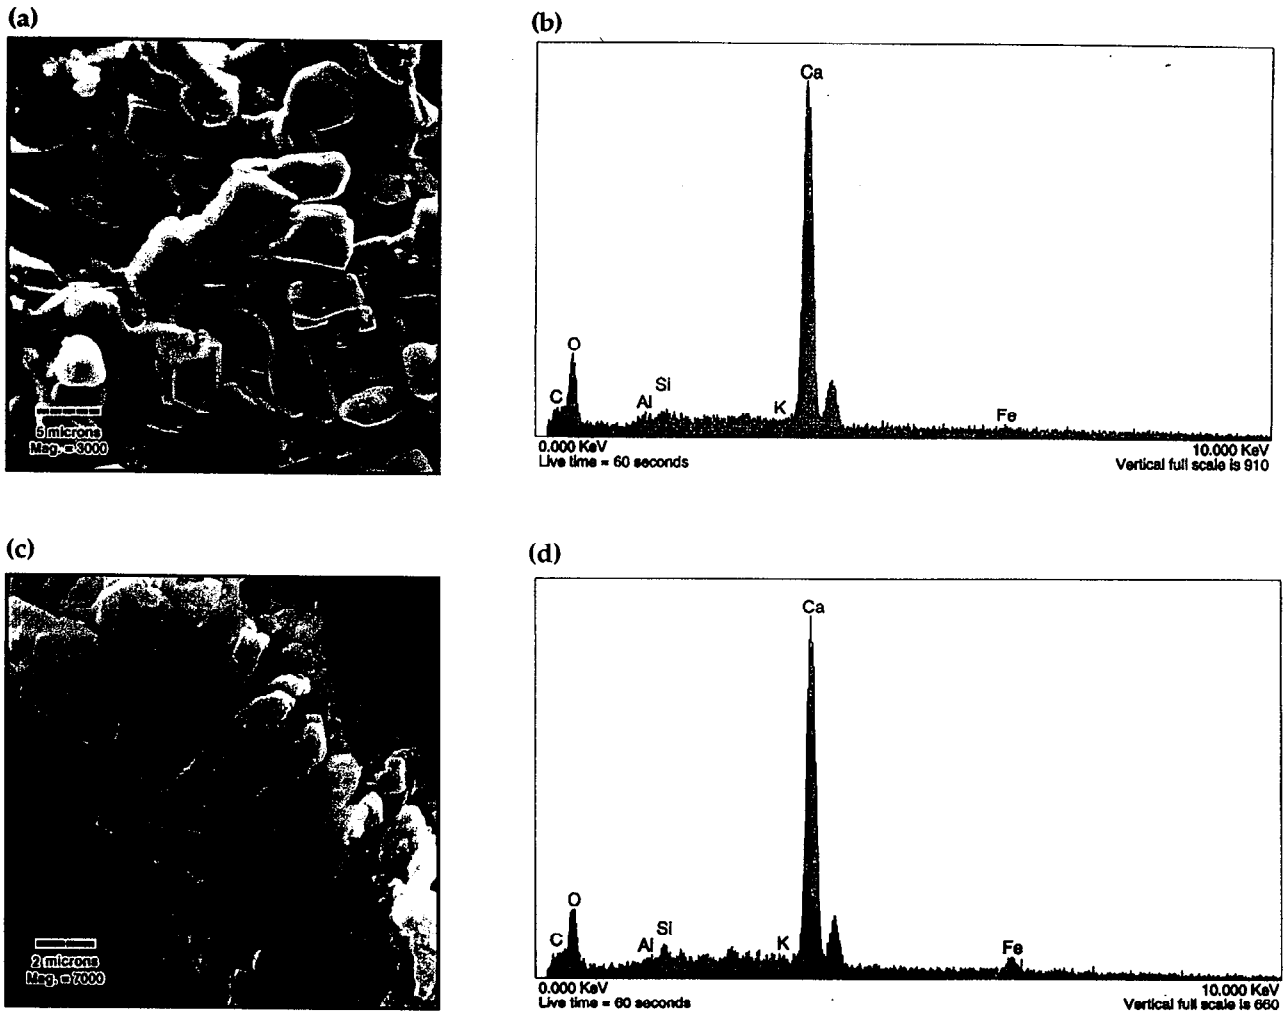 (a)
5 microns
Mag. = 3000
(b)
Ca
O
C
Al
Si
K
Fe
0.000 KeV
10.000 KeV
Live time = 60 seconds
Vertical full scale is 910
(c)
2 microns
Mag. = 7000
(d)
Ca
O
C
Al
Si
K
Fe
0.000 KeV
10.000 KeV
Live time = 60 seconds
Vertical full scale is 660